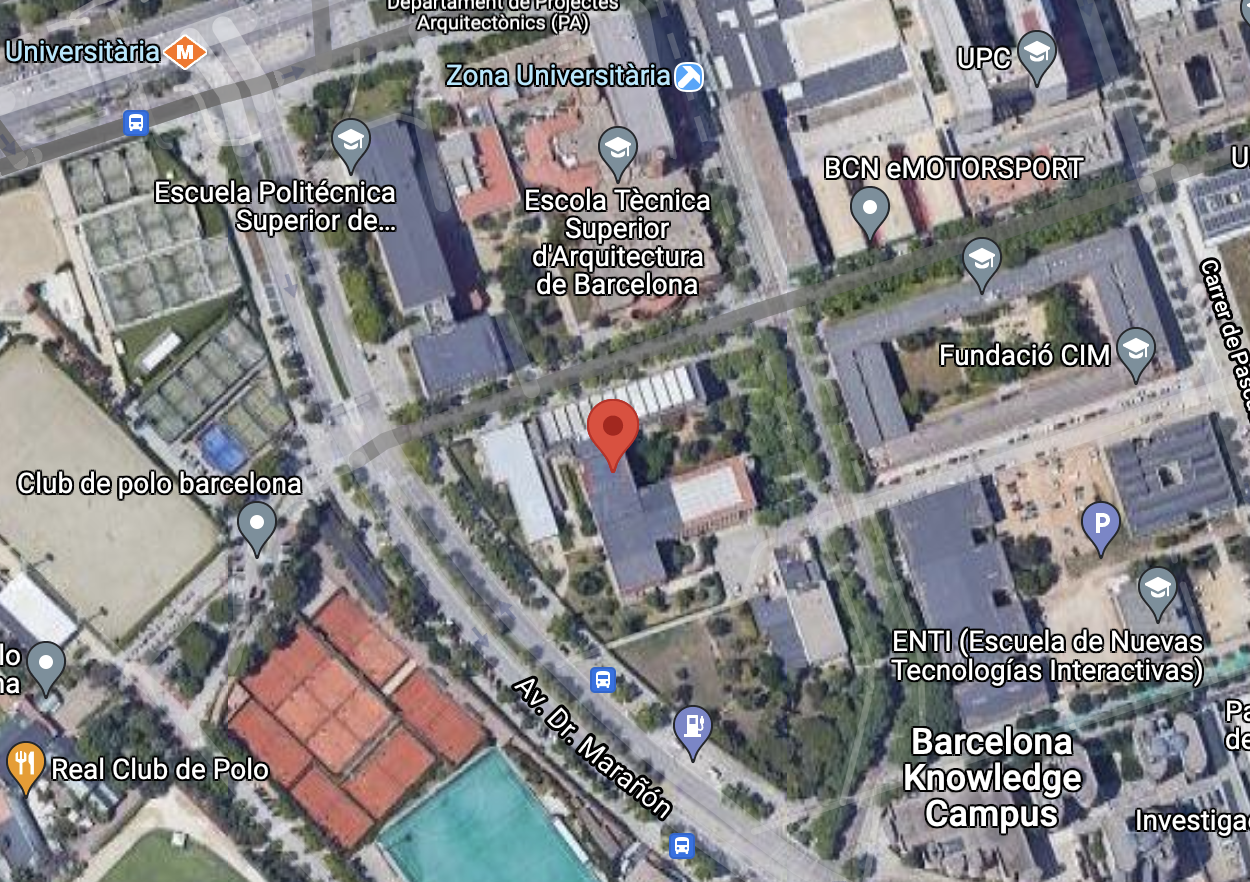 Departament de Projectes
Arquitectònics (PA)
Universitària
M
Zona Universitària
UPC
Escuela Politécnica
Superior de...
Escola Tècnica
Superior
d'Arquitectura
de Barcelona
BCN eMOTORSPORT
Fundació CIM
Carrer de Pasc
Club de polo barcelona
P
ENTI (Escuela de Nuevas
Tecnologías Interactivas)
Av. Dr. Marañón
Real Club de Polo
Barcelona
Knowledge
Campus
Investigac